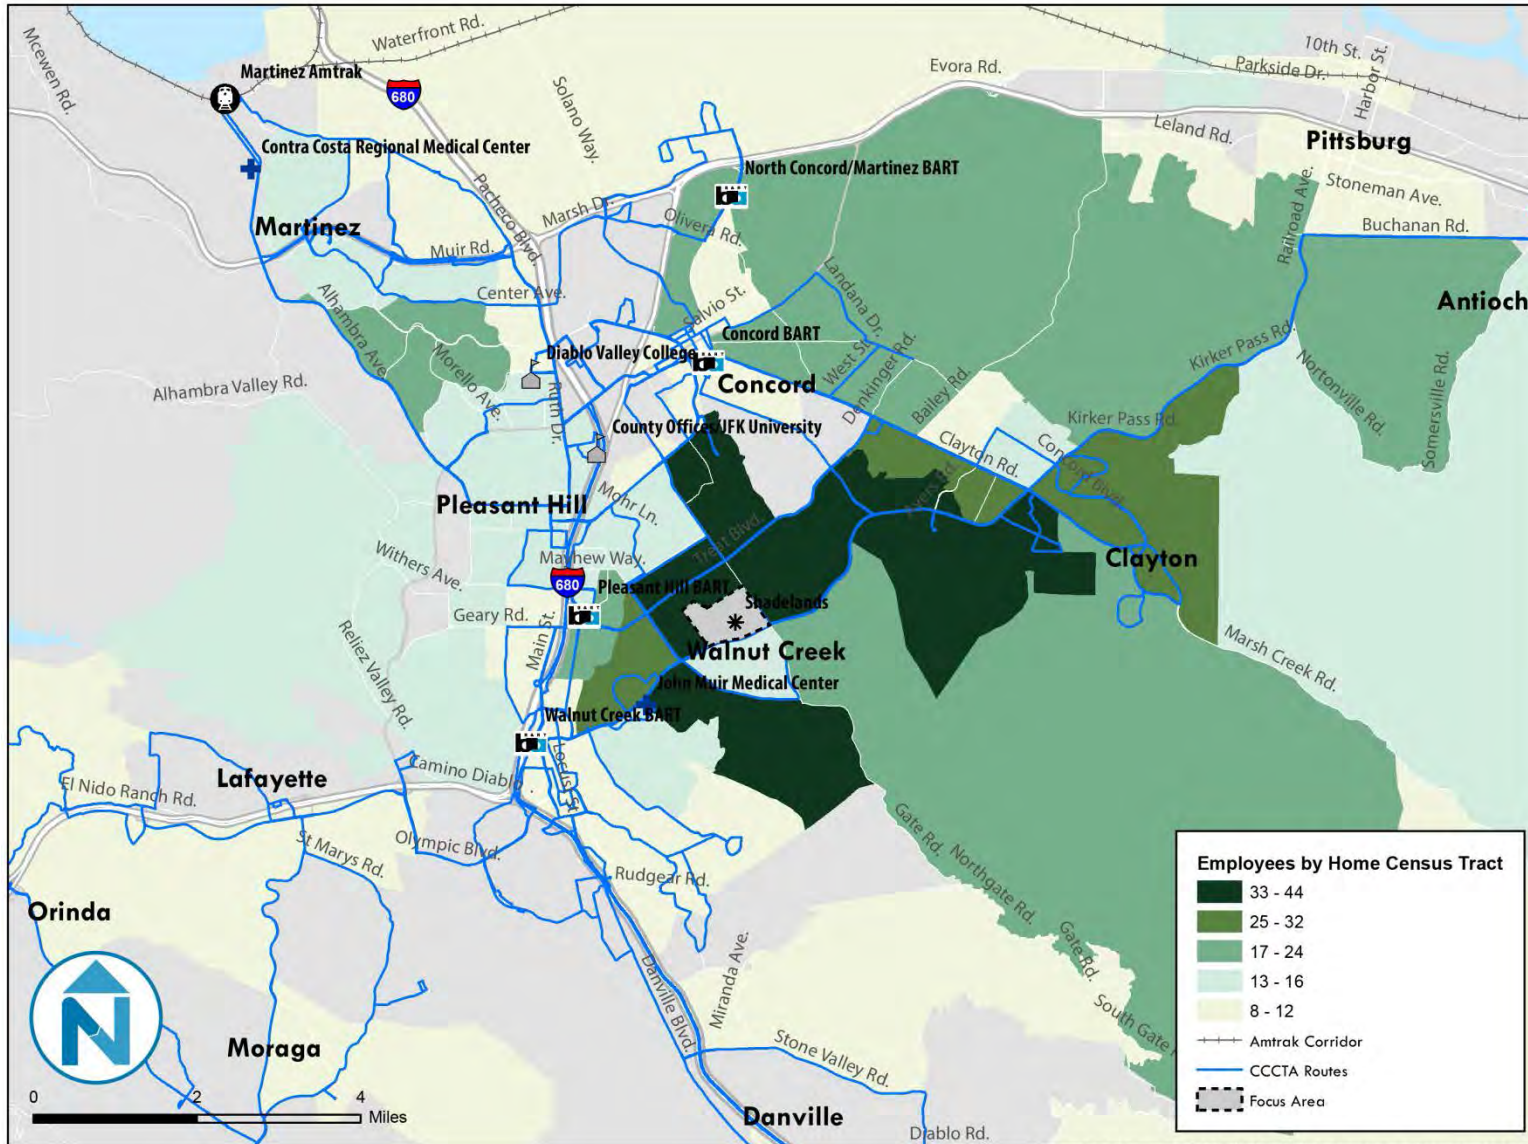 Waterfront Rd.
Mcewen Rd.
Martinez Amtrak
680
Solano Way.
Evora Rd.
10th St.
Harbor St.
Parkside Dr.
Leland Rd.
Pittsburg
Contra Costa Regional Medical Center
North Concord/Martinez BART
BART
Stoneman Ave.
Railroad Ave.
Buchanan Rd.
Pacheco Blvd.
Marsh Dr.
Olivera Rd.
Martinez
Muir Rd.
Center Ave.
Landana Dr.
Salvio St.
Antioch
Alhambra Ave.
Diablo Valley College
Concord BART
BART
West St.
Denkinger Rd.
Kirker Pass Rd.
Morello Ave.
Alhambra Valley Rd.
Ruth Dr.
Concord
Bailey Rd.
Nortonville Rd.
Somersville Rd.
County Offices/JFK University
Kirker Pass Rd.
Clayton Rd.
Concord Blvd.
Ayers Rd.
Pleasant Hill
Mohr Ln.
Treat Blvd.
Withers Ave.
Mayhew Way.
Clayton
680
Pleasant Hill BART
BART
Shadelands
Geary Rd.
Main St.
Reliez Valley Rd.
Walnut Creek
Marsh Creek Rd.
John Muir Medical Center
Walnut Creek BART
BART
Locust St.
Lafayette
Camino Diablo
El Nido Ranch Rd.
St Marys Rd.
Olympic Blvd.
Rudgear Rd.
Gate Rd.
Northgate Rd.
Gate Rd.
South Gate
Orinda
Miranda Ave.
Danville Blvd.
Stone Valley Rd.
Moraga
Danville
Diablo Rd.
N
0 2 4
Miles
Employees by Home Census Tract
33 - 44
25 - 32
17 - 24
13 - 16
8 - 12
Amtrak Corridor
CCCTA Routes
Focus Area